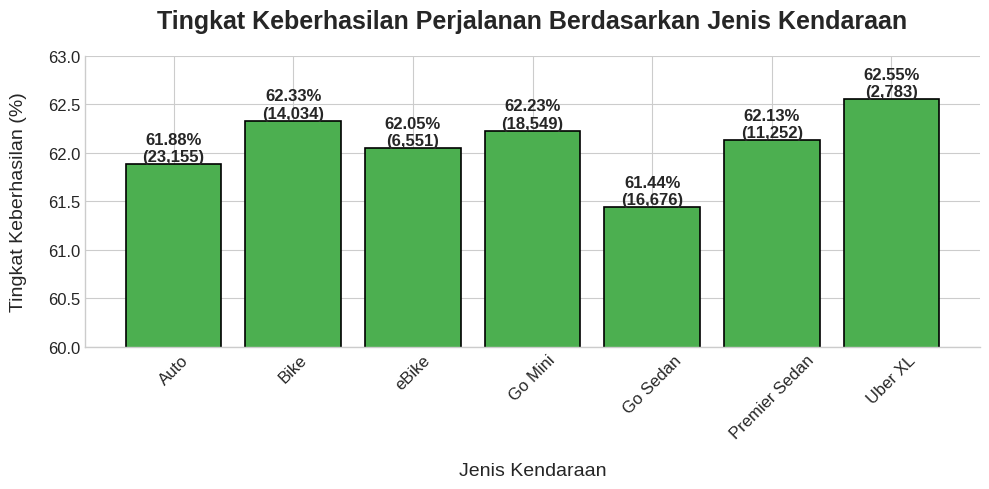 Tingkat Keberhasilan Perjalanan Berdasarkan Jenis Kendaraan
Tingkat Keberhasilan (%)
63.0
62.5
62.0
61.5
61.0
60.5
60.0
61.88%
(23,155)
62.33%
(14,034)
62.05%
(6,551)
62.23%
(18,549)
61.44%
(16,676)
62.13%
(11,252)
62.55%
(2,783)
Auto
Bike
eBike
Go Mini
Go Sedan
Premier Sedan
Uber XL
Jenis Kendaraan